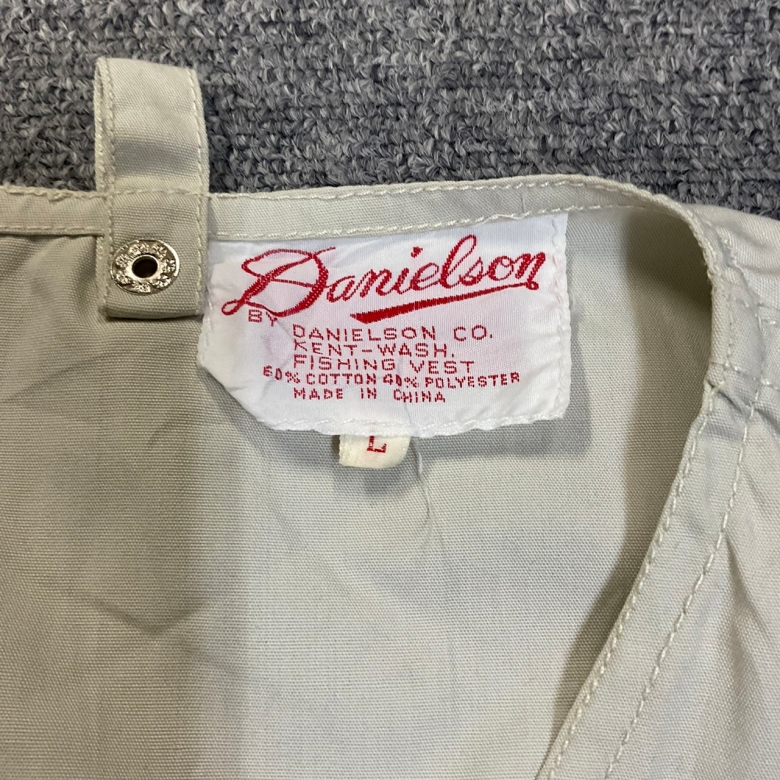 Danielson
BY DANIELSON CO.
KENT-WASH.
FISHING VEST
60% COTTON 40% POLYESTER
MADE IN CHINA
L